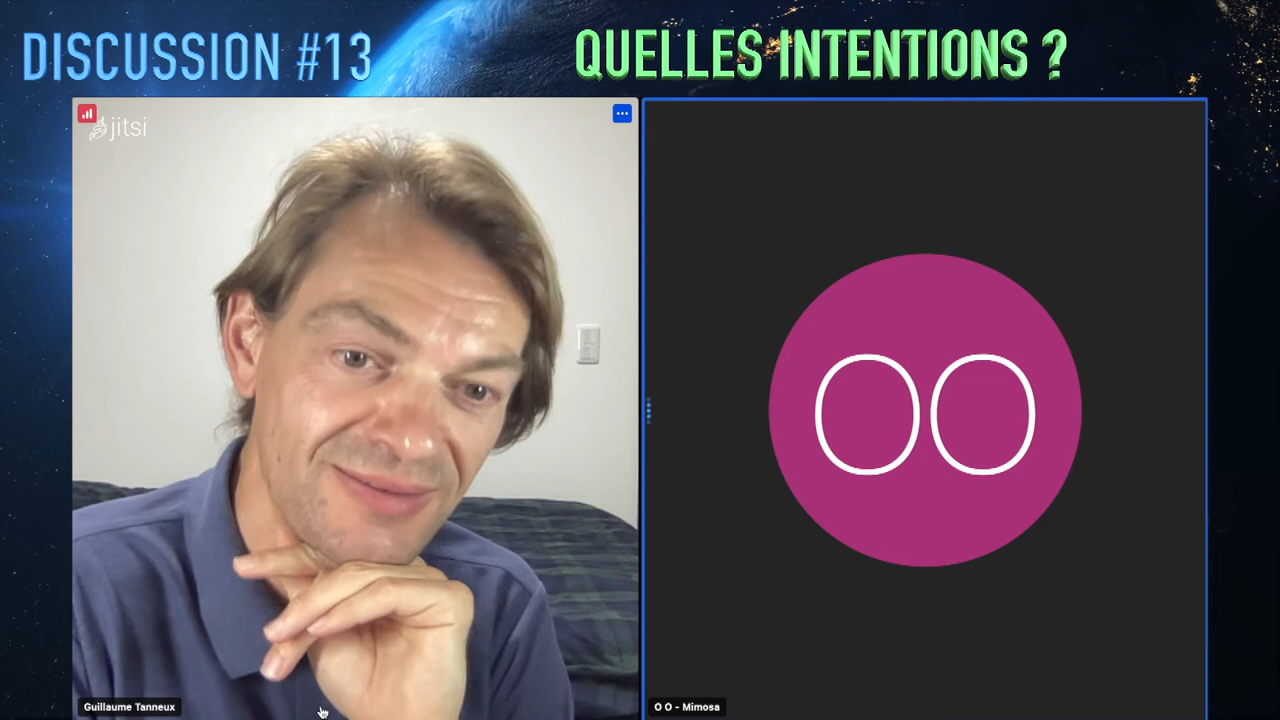 DISCUSSION #13
QUELLES INTENTIONS ?
jitsi
OO
Guillaume Tanneux
O O - Mimosa